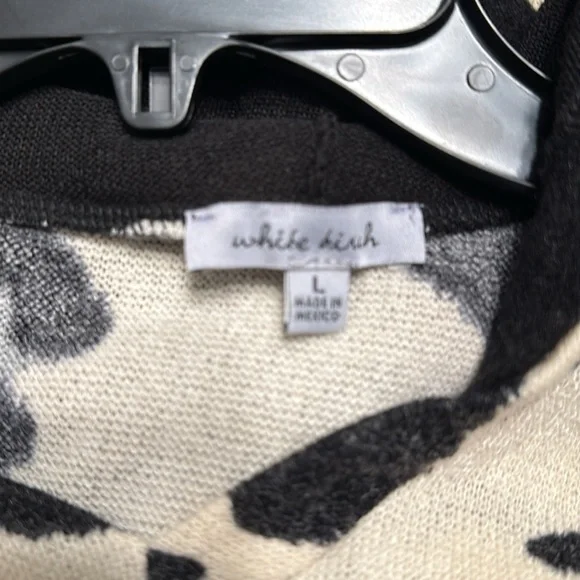 white birch
L
MADE IN
MEXICO